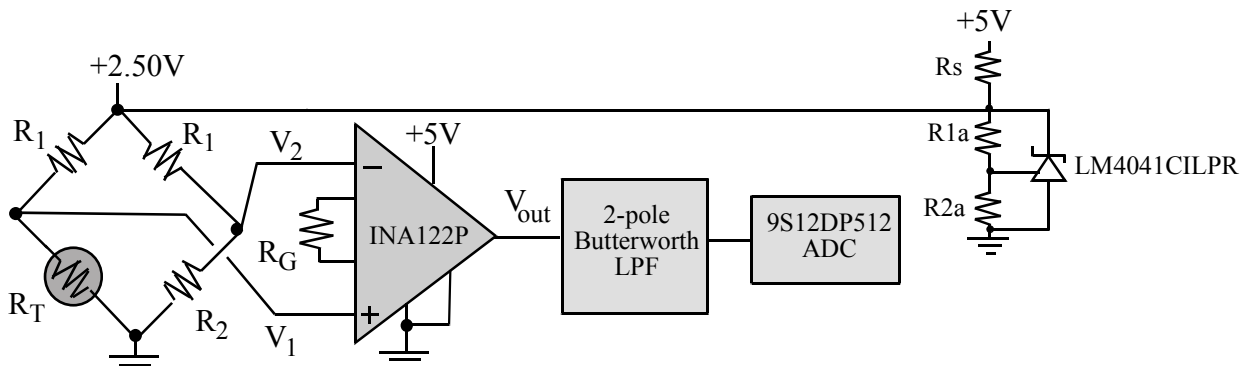 +5V
Rs
+2.50V
R1
R1
V2
+5V
R1a
LM4041CILPR
−
Vout
2-pole
Butterworth
LPF
9S12DP512
ADC
R2a
RG
INA122P
RT
R2
V1
+